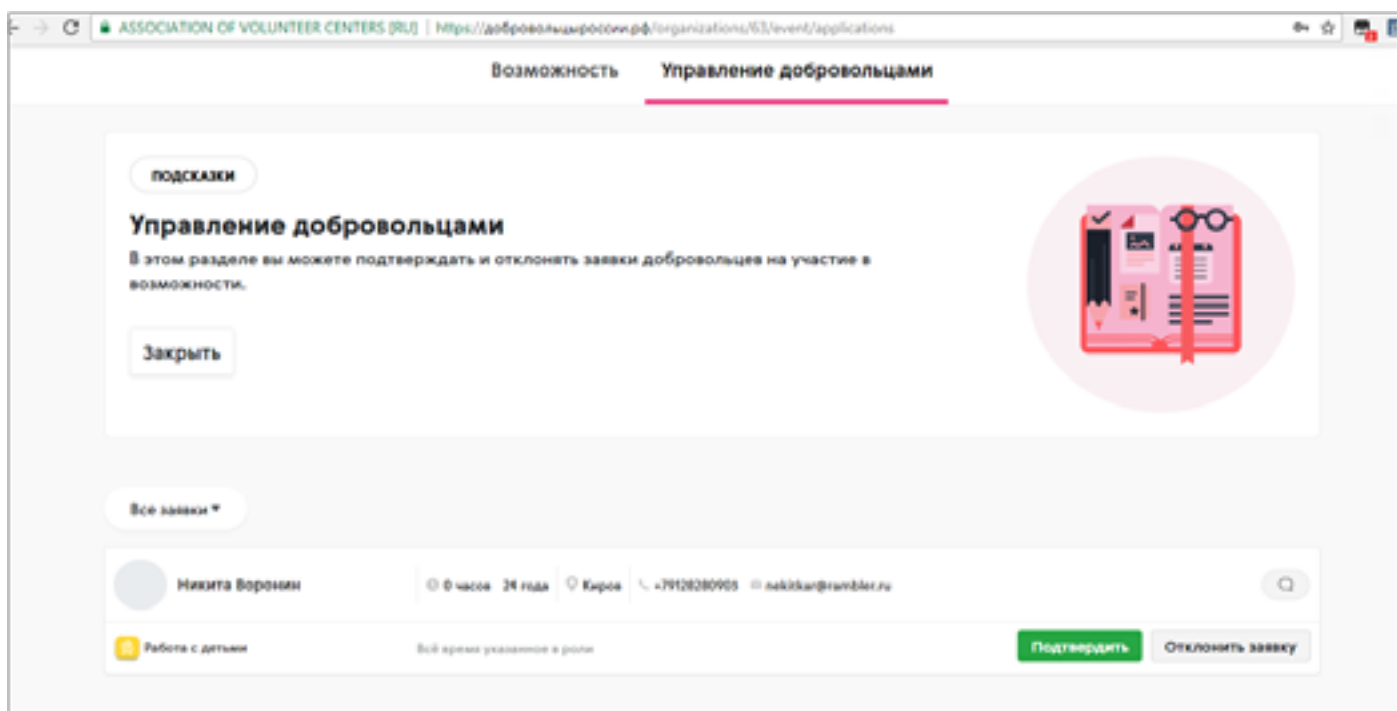 ASSOCIATION OF VOLUNTEER CENTERS [RU] | https://добровольцыроссии.рф/organizations/63/event/applications
Возможность Управление добровольцами
ПОДСКАЗКИ
Управление добровольцами
В этом разделе вы можете подтверждать и отклонять заявки добровольцев на участие в
возможности.
Закрыть
Все заявки
Никита Воронин 0 часов 24 года Киров +79128280903 nekitkar@rambler.ru
Работа с детьми Всё время указанное в роли Подтвердить Отклонить заявку